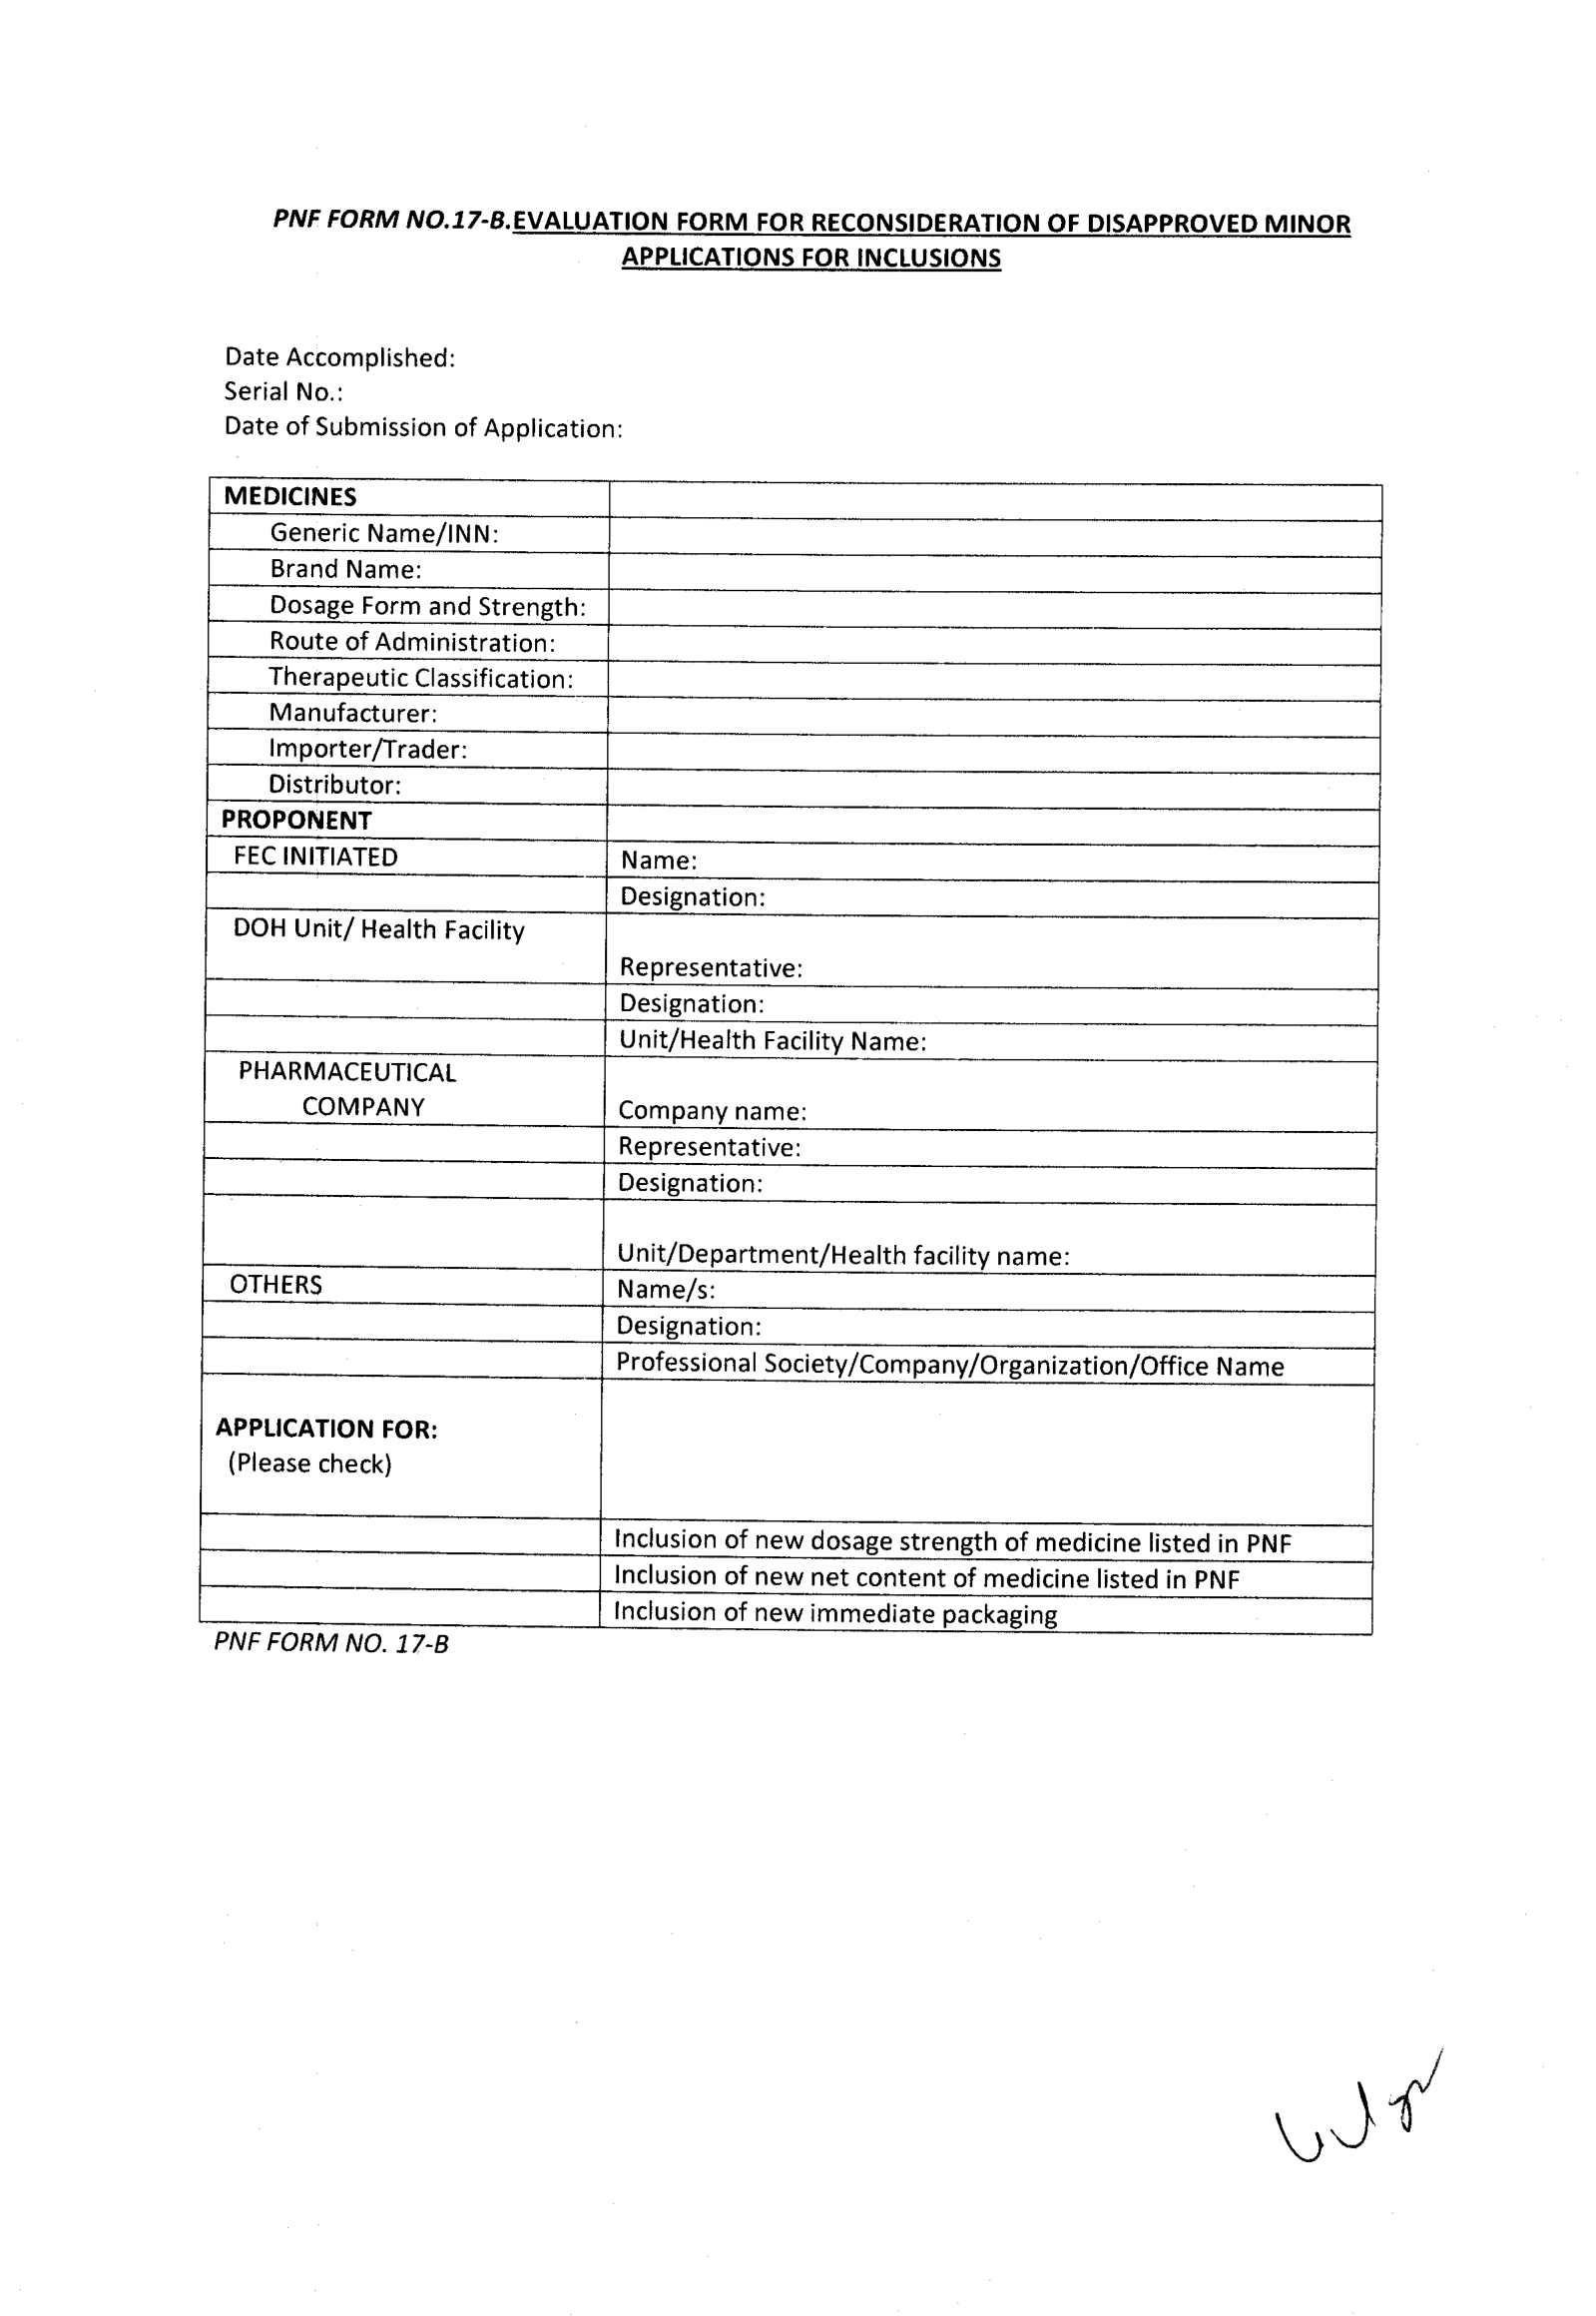 PNF FORM NO.17-B.EVALUATION FORM FOR RECONSIDERATION OF DISAPPROVED MINOR
APPLICATIONS FOR INCLUSIONS
Date Accomplished:
Serial No.:
Date of Submission of Application:
MEDICINES
Generic Name/INN:
Brand Name:
Dosage Form and Strength:
Route of Administration:
Therapeutic Classification:
Manufacturer:
Importer/Trader:
Distributor:
PROPONENT
FEC INITIATED
Name:
Designation:
DOH Unit/ Health Facility
Representative:
Designation:
Unit/Health Facility Name:
PHARMACEUTICAL
COMPANY
Company name:
Representative:
Designation:
Unit/Department/Health facility name:
OTHERS
Name/s:
Designation:
Professional Society/Company/Organization/Office Name
APPLICATION FOR:
(Please check)
Inclusion of new dosage strength of medicine listed in PNF
Inclusion of new net content of medicine listed in PNF
Inclusion of new immediate packaging
PNF FORM NO. 17-B